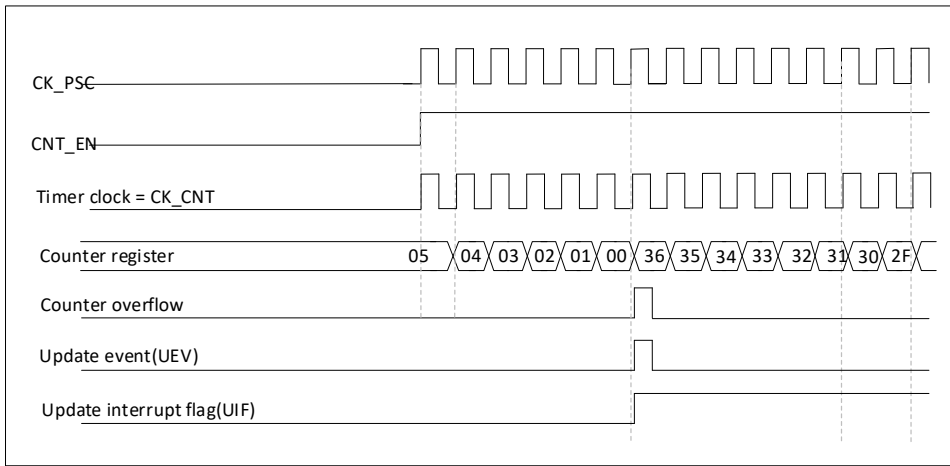 CK_PSC
CNT_EN
Timer clock = CK_CNT
Counter register 05 04 03 02 01 00 36 35 34 33 32 31 30 2F
Counter overflow
Update event(UEV)
Update interrupt flag(UIF)